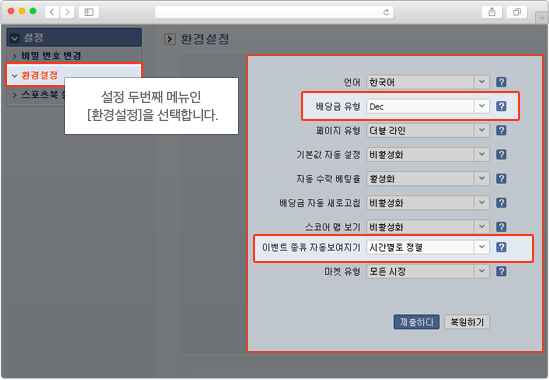 설정
환경설정
비밀 번호 변경
환경설정
스포츠북
설정 두번째 메뉴인
[환경설정]을 선택합니다.
언어 한국어 ?
배당금 유형 Dec ?
페이지 유형 더블 라인 ?
기본값 자동 설정 비활성화 ?
자동 수락 베팅율 활성화 ?
배당금 자동 새로고침 비활성화 ?
스코어 맵 보기 비활성화 ?
이벤트 종류 자동보여지기 시간별로 정렬 ?
마켓 유형 모든 시장 ?
제출하다 복원하기